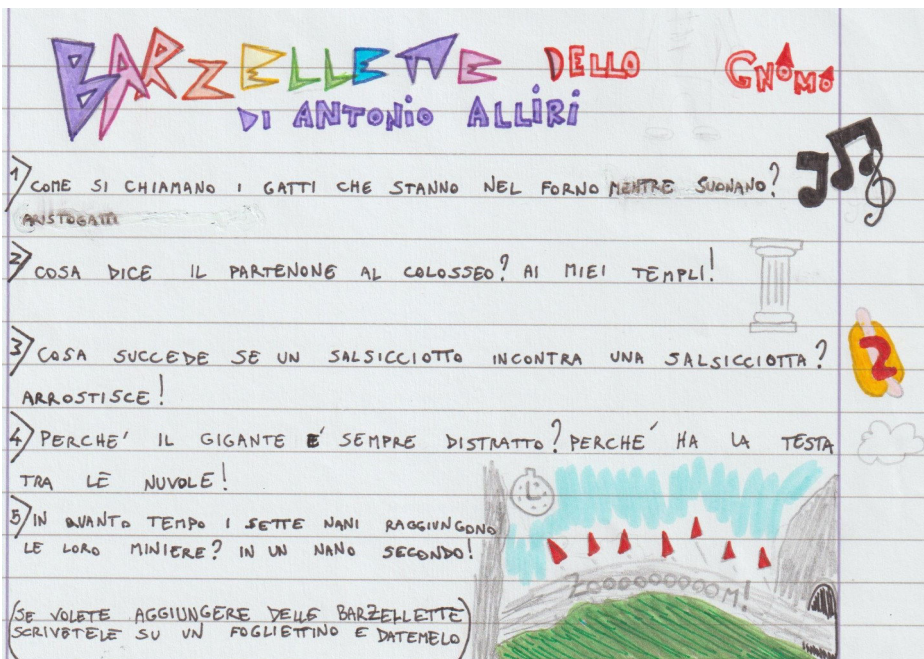 BARZELLETTE DELLO GNOMO
DI ANTONIO ALLIRI
1) COME SI CHIAMANO I GATTI CHE STANNO NEL FORNO MENTRE SUONANO?
ARISTOGATTI
2) COSA DICE IL PARTENONE AL COLOSSEO? AI MIEI TEMPLI!
3) COSA SUCCEDE SE UN SALSICCIOTTO INCONTRA UNA SALSICCIOTTA?
2
ARROSTISCE!
4) PERCHE' IL GIGANTE E' SEMPRE DISTRATTO? PERCHE' HA LA TESTA
TRA LE NUVOLE!
5) IN QUANTO TEMPO I SETTE NANI RAGGIUNGONO
LE LORO MINIERE? IN UN NANO SECONDO!
ZOOOOOOOOOM!
(SE VOLETE AGGIUNGERE DELLE BARZELLETTE
SCRIVETELE SU UN FOGLIETTINO E DATEMELO)